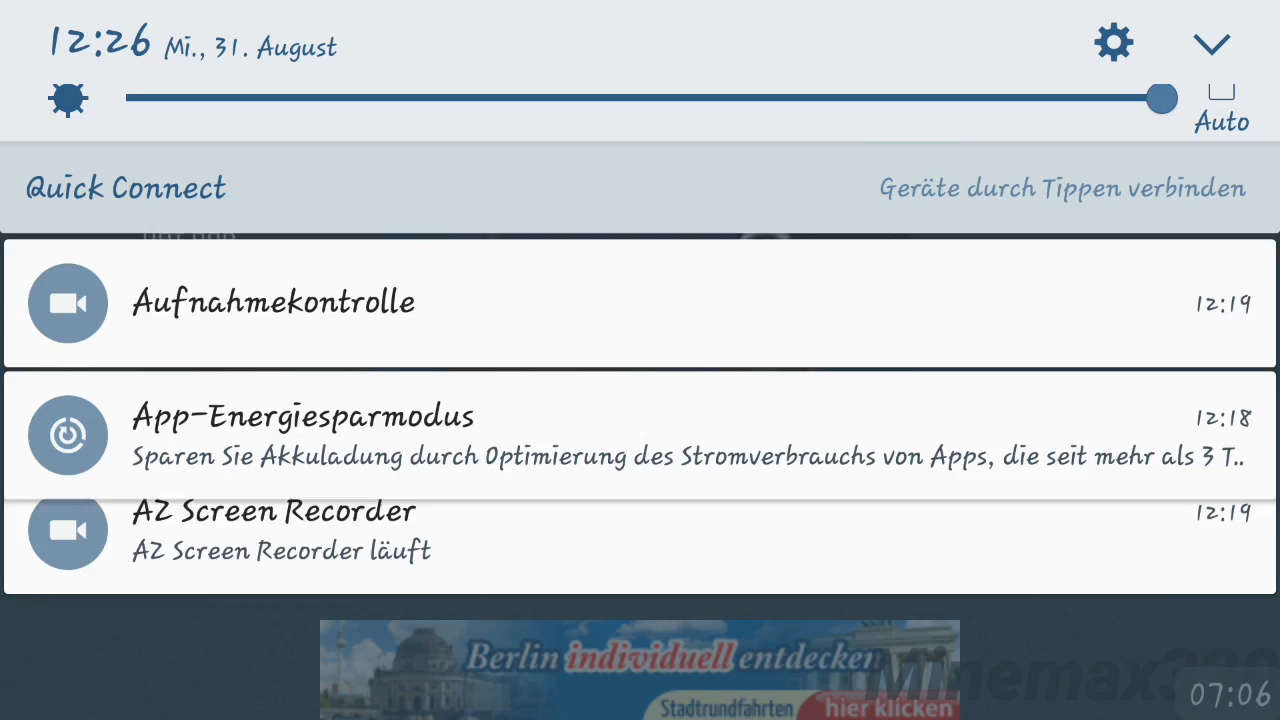 12:26 Mi., 31. August
Auto
Quick Connect
Geräte durch Tippen verbinden
Aufnahmekontrolle 12:19
App-Energiesparmodus 12:18
Sparen Sie Akkuladung durch Optimierung des Stromverbrauchs von Apps, die seit mehr als 3 T..
AZ Screen Recorder 12:19
AZ Screen Recorder läuft
Berlin individuell entdecken
Stadtrundfahrten hier klicken
07:06